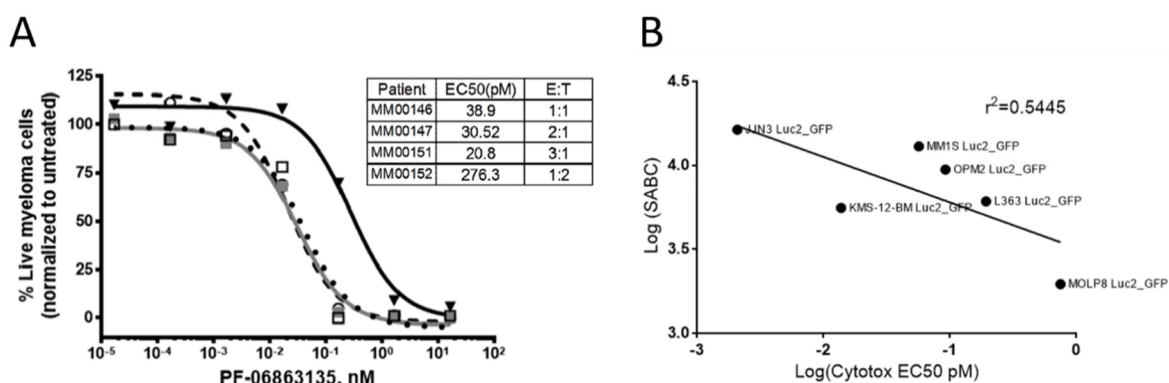 A
% Live myeloma cells
(normalized to untreated)
125
100
75
50
25
0
10-5
10-4
10-3
10-2
10-1
100
101
102
PF-06863135, nM
Patient EC50(pM) E:T
MM00146 38.9 1:1
MM00147 30.52 2:1
MM00151 20.8 3:1
MM00152 276.3 1:2
B
Log (SABC)
4.5
4.0
3.5
3.0
r2=0.5445
JJN3 Luc2_GFP
MM1S Luc2_GFP
OPM2 Luc2_GFP
KMS-12-BM Luc2_GFP
L363 Luc2_GFP
MOLP8 Luc2_GFP
-3
-2
-1
0
Log(Cytotox EC50 pM)